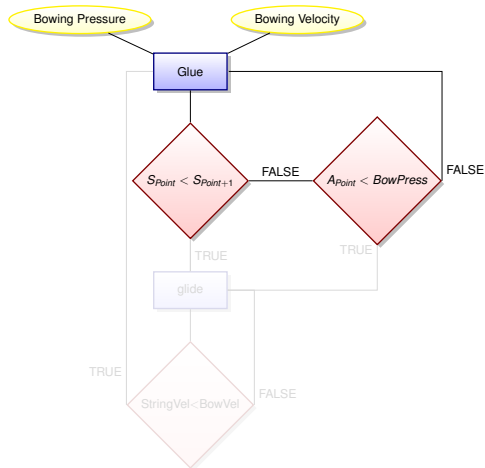 Bowing Pressure
Bowing Velocity
Glue
S_Point < S_Point+1
FALSE
A_Point < BowPress
FALSE
TRUE
TRUE
glide
TRUE
StringVel<BowVel
FALSE